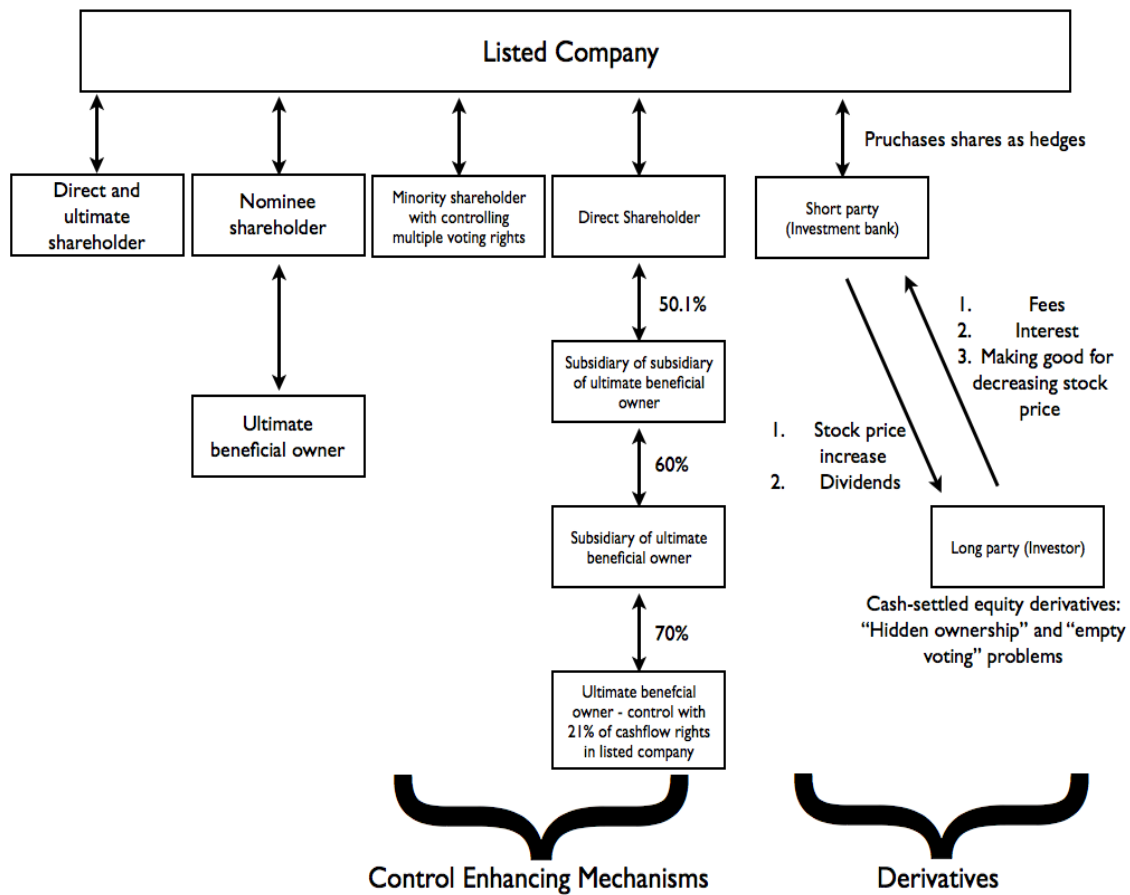 Listed Company
Pruchases shares as hedges
Direct and
ultimate
shareholder
Nominee
shareholder
Minority shareholder
with controlling
multiple voting rights
Direct Shareholder
Short party
(Investment bank)
50.1%
1. Fees
2. Interest
3. Making good for
decreasing stock
price
Subsidiary of subsidiary
of ultimate beneficial
owner
Ultimate
beneficial owner
1. Stock price
increase
2. Dividends
60%
Subsidiary of ultimate
beneficial owner
Long party (Investor)
Cash-settled equity derivatives:
“Hidden ownership” and “empty
voting” problems
70%
Ultimate benefcial
owner - control with
21% of cashflow rights
in listed company
Control Enhancing Mechanisms
Derivatives